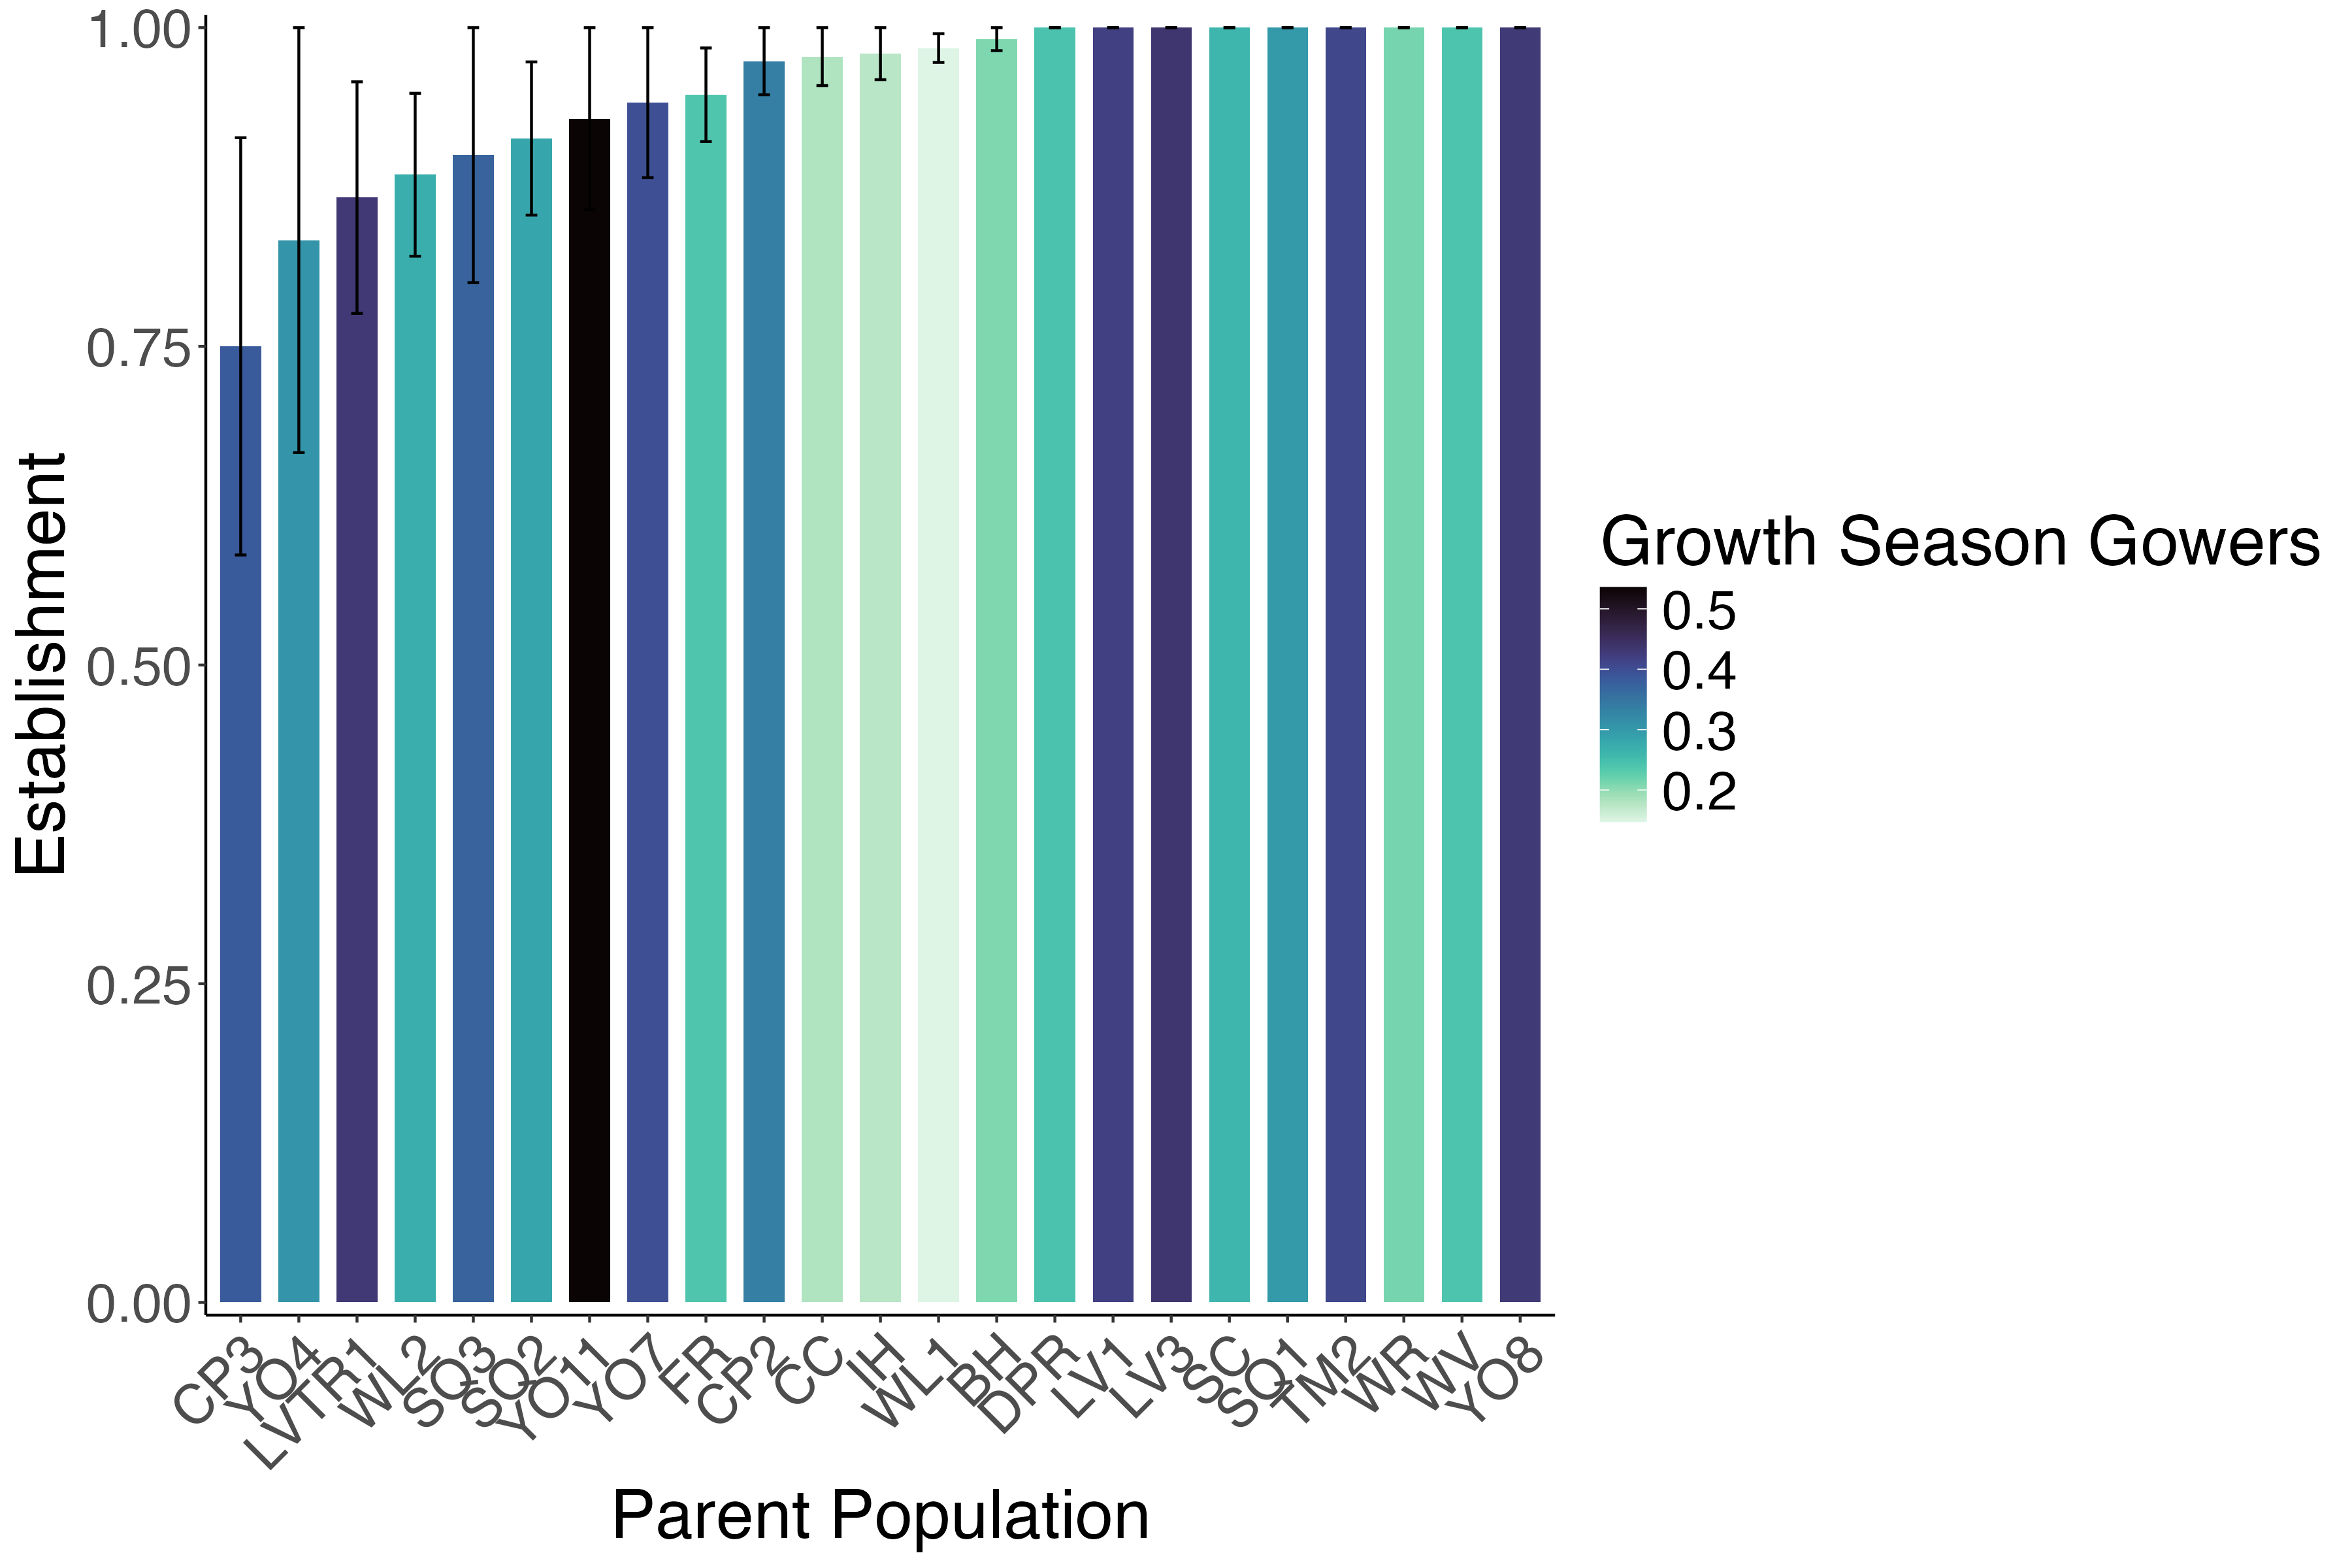 Establishment
1.00
0.75
0.50
0.25
0.00
CP3
YO4
LVTR1
WL2
SQ3
SQ2
YO11
YO7
FR
CP2
CC
IH
WL1
BH
DPR
LV1
LV3
SC
SQ1
TM2
WR
WV
YO8
Parent Population
Growth Season Gowers
0.5
0.4
0.3
0.2